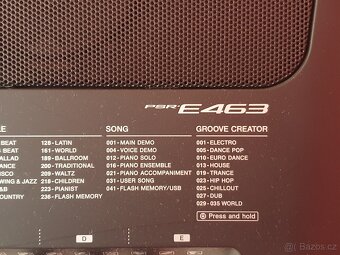 PSR-E463
LE
BEAT
BEAT
ALLAD
ANCE
ISCO
WING & JAZZ
&B
OUNTRY
128-LATIN
161-WORLD
189-BALLROOM
200-TRADITIONAL
209-WALTZ
218-CHILDREN
223-PIANIST
236-FLASH MEMORY
SONG
001-MAIN DEMO
004-VOICE DEMO
012-PIANO SOLO
016-PIANO ENSEMBLE
021-PIANO ACCOMPANIMENT
031-USER SONG
041-FLASH MEMORY/USB
GROOVE CREATOR
001-ELECTRO
005-DANCE POP
010-EURO DANCE
013-HOUSE
019-TRANCE
023-HIP HOP
025-CHILLOUT
027-DUB
029-035 WORLD
Press and hold
D
E
sbazar.cz